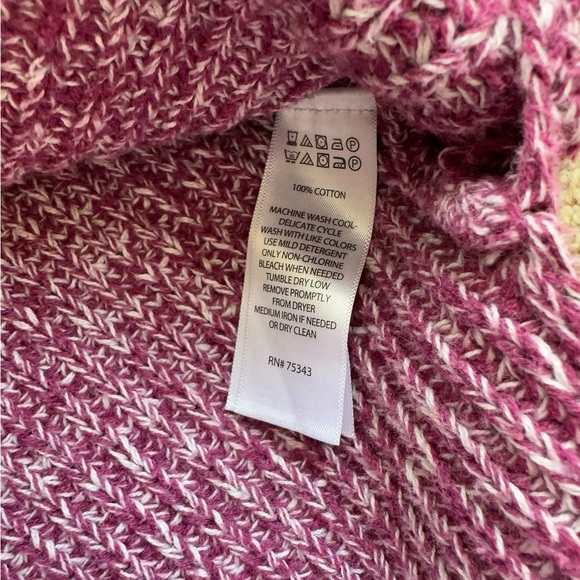 100% COTTON
MACHINE WASH COOL-
DELICATE CYCLE
WASH WITH LIKE COLORS
USE MILD DETERGENT
ONLY NON-CHLORINE
BLEACH WHEN NEEDED
TUMBLE DRY LOW
REMOVE PROMPTLY
FROM DRYER
MEDIUM IRON IF NEEDED
OR DRY CLEAN
RN# 75343